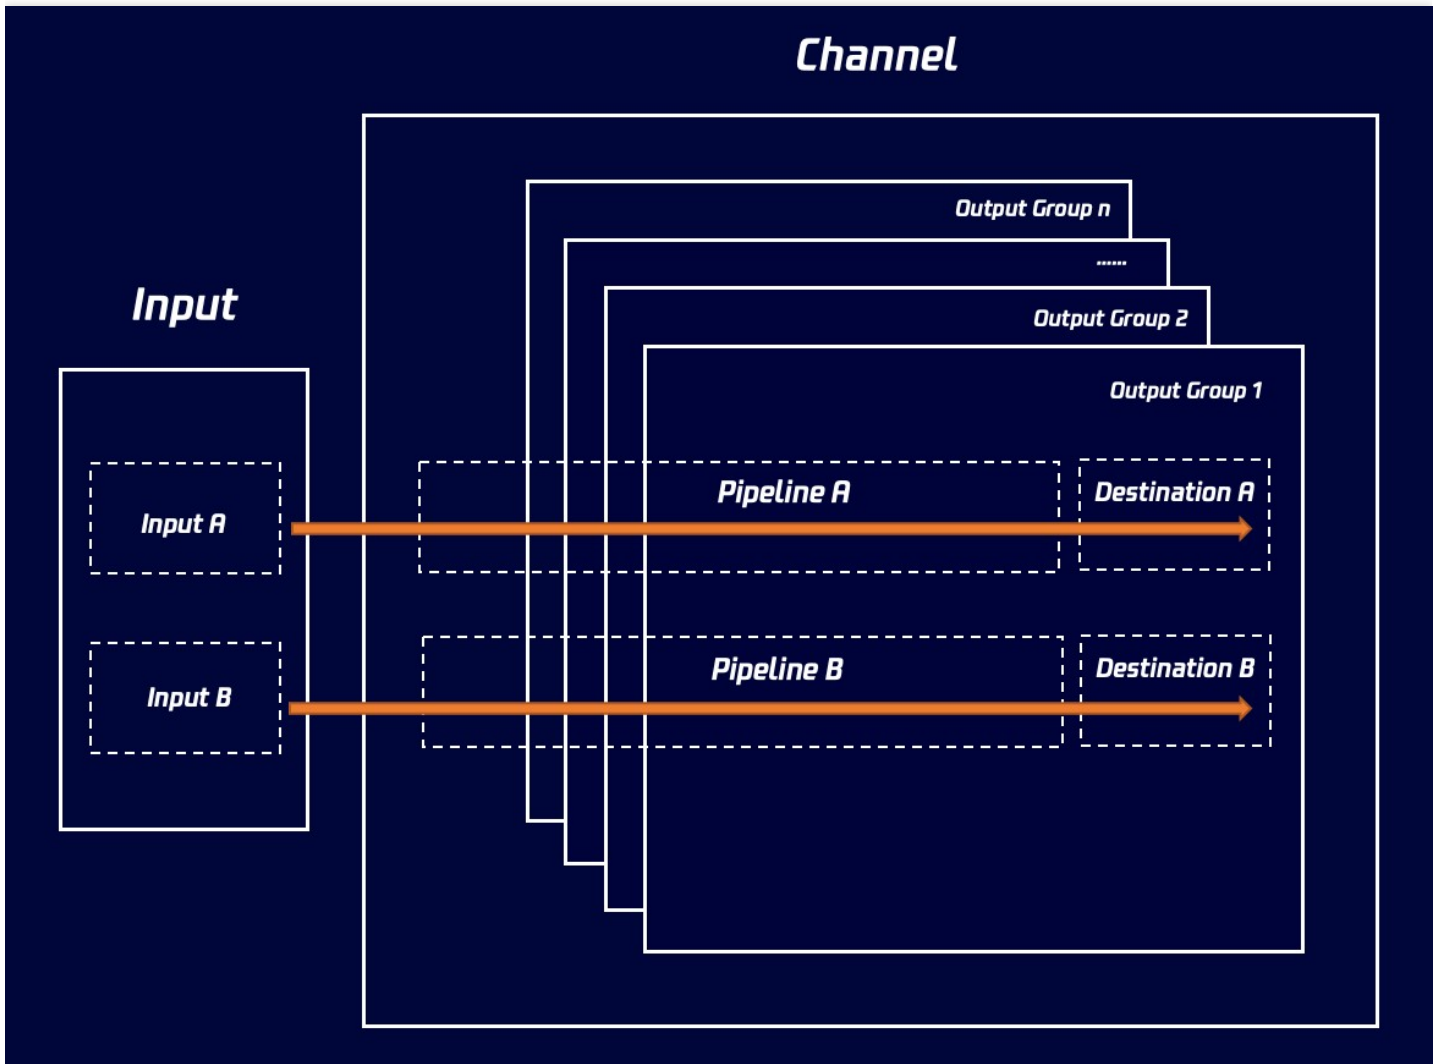 Channel
Output Group n
......
Input
Output Group 2
Output Group 1
Input A
Pipeline A
Destination A
Input B
Pipeline B
Destination B